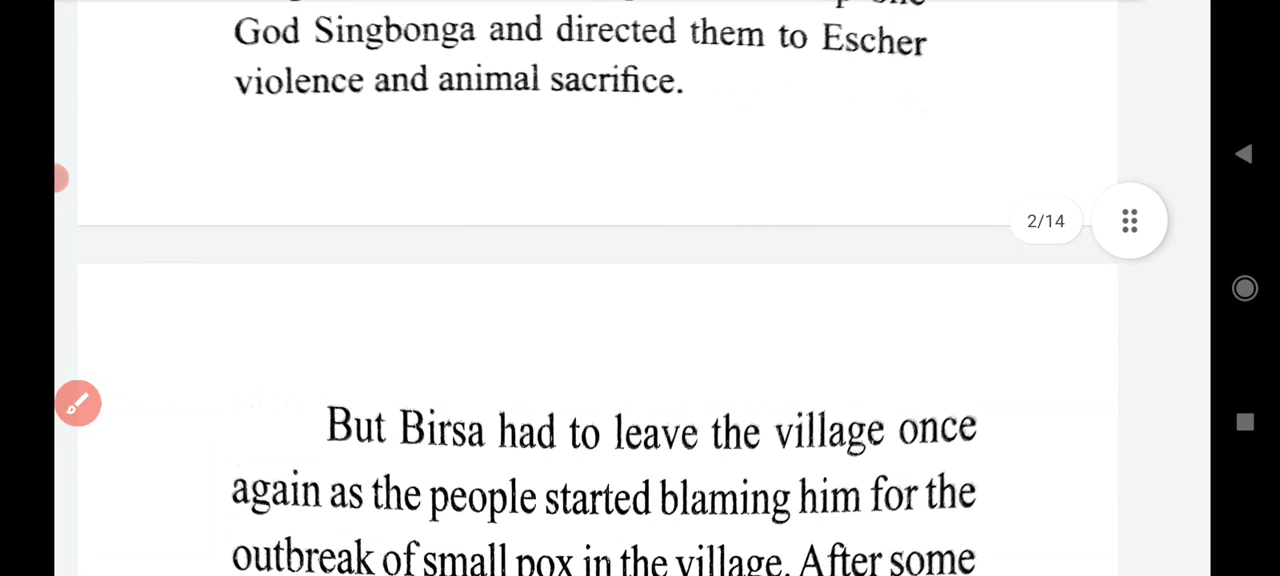 God Singbonga and directed them to Escher
violence and animal sacrifice.
2/14
But Birsa had to leave the village once
again as the people started blaming him for the
outbreak of small pox in the village. After some